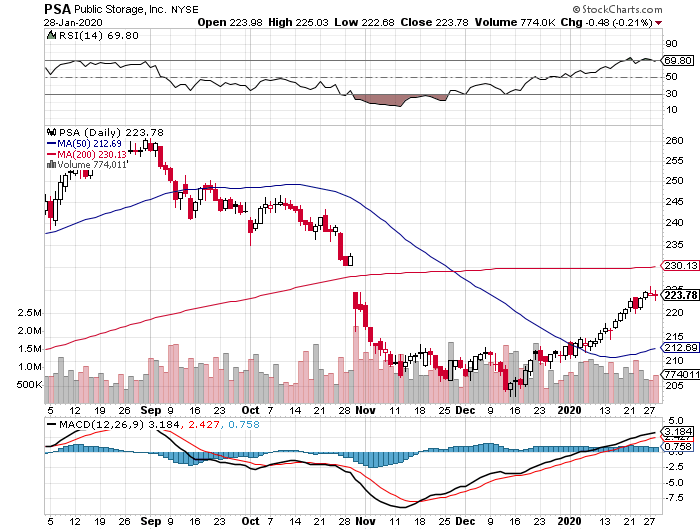 PSA Public Storage, Inc. NYSE © StockCharts.com
28-Jan-2020 Open 223.98 High 225.03 Low 222.68 Close 223.78 Volume 774.0K Chg -0.48 (-0.21%)
RSI(14) 69.80
90
69.80
50
30
10
PSA (Daily) 223.78
MA(50) 212.69
MA(200) 230.13
Volume 774,011
260
255
250
245
240
235
230.13
225
223.78
220
215
212.69
210
774011
205
2.5M
2.0M
1.5M
1.0M
500K
5 12 19 26 Sep 9 16 23 Oct 7 14 21 28 Nov 11 18 25 Dec 9 16 23 2020 13 21 27
MACD(12,26,9) 3.184, 2.427, 0.758
5.0
3.184
2.427
0.758
-2.5
-5.0
-7.5
5 12 19 26 Sep 9 16 23 Oct 7 14 21 28 Nov 11 18 25 Dec 9 16 23 2020 13 21 27